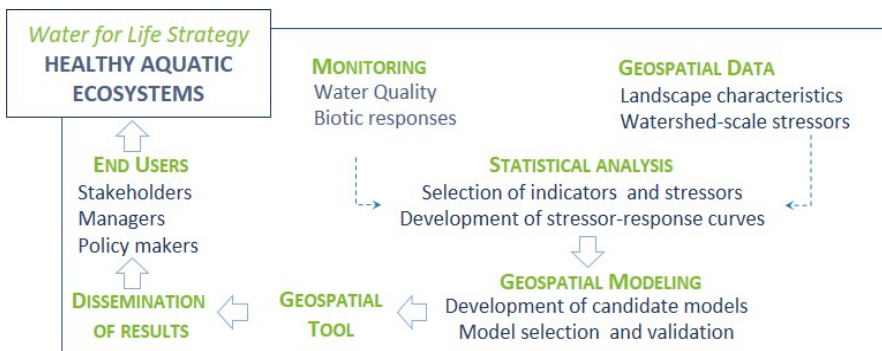 Water for Life Strategy
HEALTHY AQUATIC
ECOSYSTEMS
MONITORING
Water Quality
Biotic responses
GEOSPATIAL DATA
Landscape characteristics
Watershed-scale stressors
STATISTICAL ANALYSIS
Selection of indicators and stressors
Development of stressor-response curves
GEOSPATIAL MODELING
Development of candidate models
Model selection and validation
GEOSPATIAL
TOOL
DISSEMINATION
OF RESULTS
END USERS
Stakeholders
Managers
Policy makers